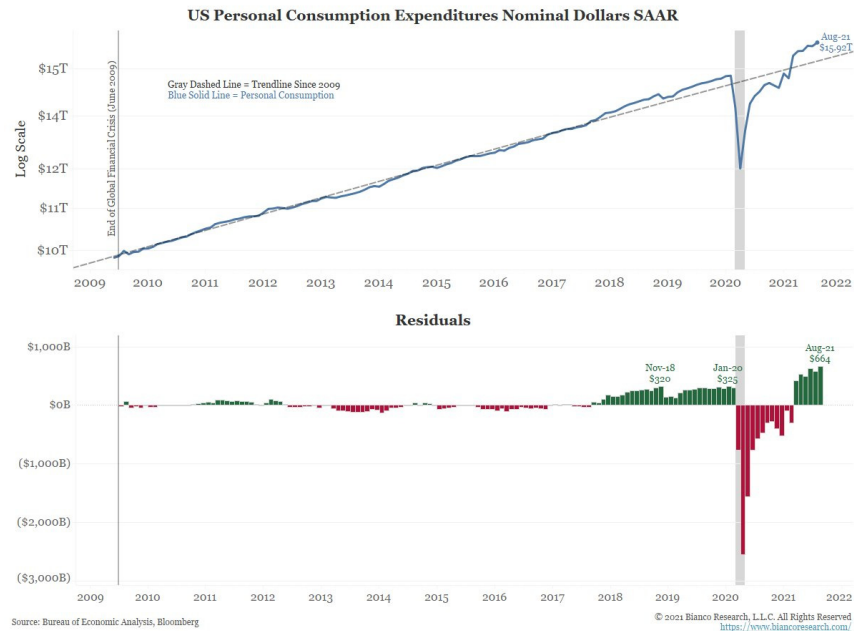 US Personal Consumption Expenditures Nominal Dollars SAAR
Aug-21
$15.92T
$15T
$14T
$12T
$11T
$10T
Log Scale
End of Global Financial Crisis (June 2009)
Gray Dashed Line = Trendline Since 2009
Blue Solid Line = Personal Consumption
2009 2010 2011 2012 2013 2014 2015 2016 2017 2018 2019 2020 2021 2022
Residuals
$1,000B
$0B
($1,000B)
($2,000B)
($3,000B)
Nov-18
$320
Jan-20
$325
Aug-21
$664
2009 2010 2011 2012 2013 2014 2015 2016 2017 2018 2019 2020 2021 2022
Source: Bureau of Economic Analysis, Bloomberg
© 2021 Bianco Research, L.L.C. All Rights Reserved
https://www.biancoresearch.com/